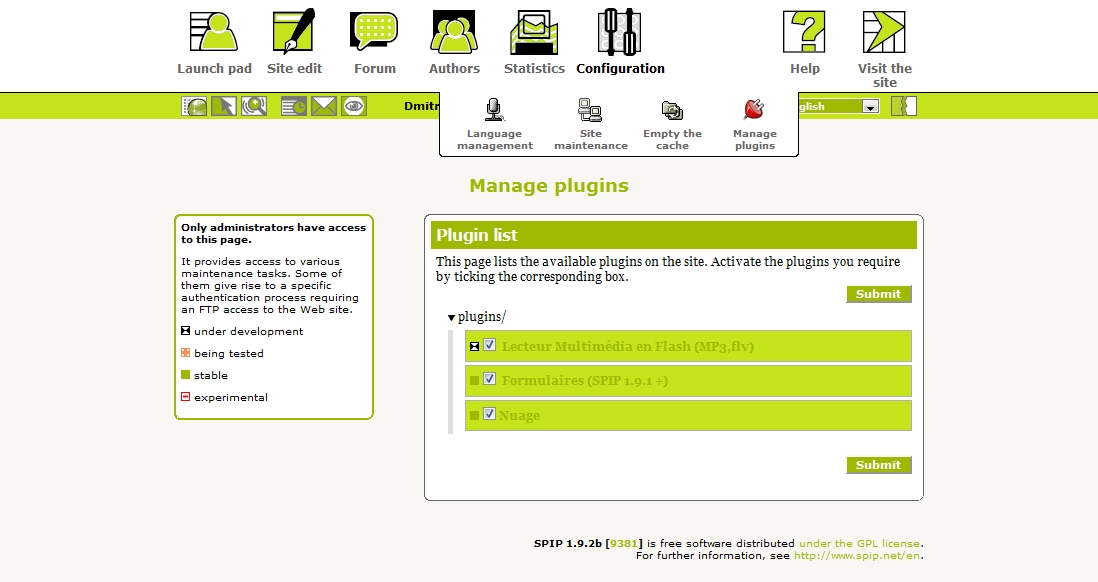 Launch pad Site edit Forum Authors Statistics Configuration Help Visit the
site
Dmitr
glish
Language
management
Site
maintenance
Empty the
cache
Manage
plugins
Manage plugins
Only administrators have access
to this page.
It provides access to various
maintenance tasks. Some of
them give rise to a specific
authentication process requiring
an FTP access to the Web site.
under development
being tested
stable
experimental
Plugin list
This page lists the available plugins on the site. Activate the plugins you require
by ticking the corresponding box.
Submit
plugins/
Lecteur Multimédia en Flash (MP3,flv)
Formulaires (SPIP 1.9.1 +)
Nuage
Submit
SPIP 1.9.2b [9381] is free software distributed under the GPL license.
For further information, see http://www.spip.net/en.